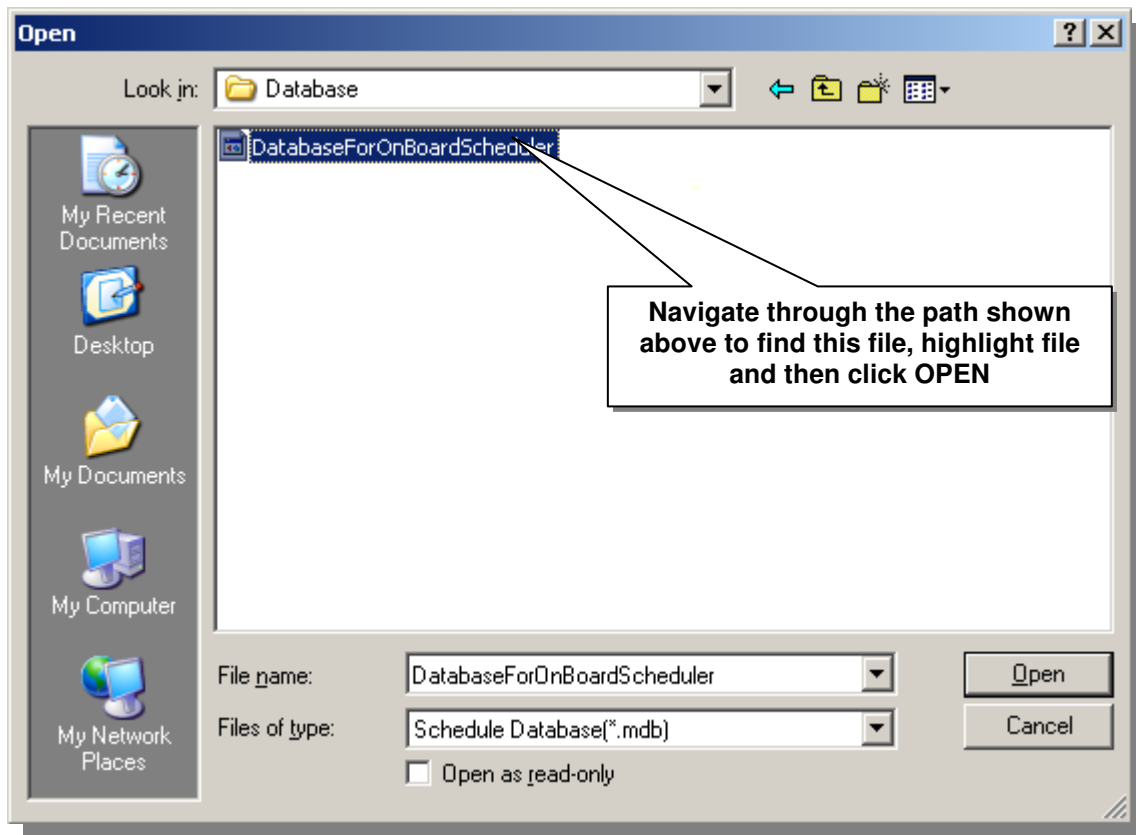 Open
Look in:
Database
DatabaseForOnBoardScheduler
My Recent
Documents
Desktop
My Documents
My Computer
My Network
Places
Navigate through the path shown
above to find this file, highlight file
and then click OPEN
File name:
DatabaseForOnBoardScheduler
Open
Files of type:
Schedule Database(*.mdb)
Cancel
Open as read-only